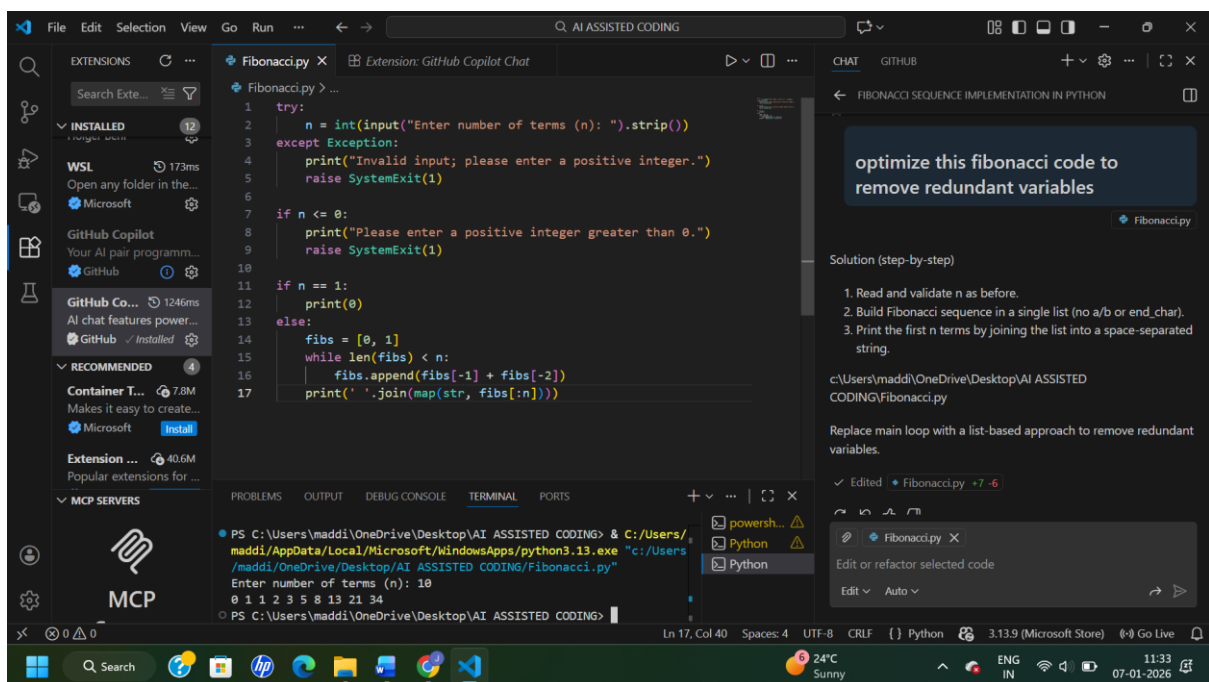 File Edit Selection View Go Run ... AI ASSISTED CODING
EXTENSIONS
Search Exte...
INSTALLED 12
WSL 173ms
Open any folder in the...
Microsoft
GitHub Copilot
Your AI pair programm...
GitHub
GitHub Co... 1246ms
AI chat features power...
GitHub ✓ Installed
RECOMMENDED 4
Container T... 7.8M
Makes it easy to create...
Microsoft Install
Extension ... 40.6M
Popular extensions for ...
MCP SERVERS
MCP
Fibonacci.py Extension: GitHub Copilot Chat
Fibonacci.py > ...
1 try:
2 n = int(input("Enter number of terms (n): ").strip())
3 except Exception:
4 print("Invalid input; please enter a positive integer.")
5 raise SystemExit(1)
6
7 if n <= 0:
8 print("Please enter a positive integer greater than 0.")
9 raise SystemExit(1)
10
11 if n == 1:
12 print(0)
13 else:
14 fibs = [0, 1]
15 while len(fibs) < n:
16 fibs.append(fibs[-1] + fibs[-2])
17 print(' '.join(map(str, fibs[:n])))
PROBLEMS OUTPUT DEBUG CONSOLE TERMINAL PORTS
PS C:\Users\maddi\OneDrive\Desktop\AI ASSISTED CODING> & C:/Users/
maddi/AppData/Local/Microsoft/WindowsApps/python3.13.exe "c:/Users
/maddi/OneDrive/Desktop/AI ASSISTED CODING/Fibonacci.py"
Enter number of terms (n): 10
0 1 1 2 3 5 8 13 21 34
PS C:\Users\maddi\OneDrive\Desktop\AI ASSISTED CODING>
powersh...
Python
Python
CHAT GITHUB
FIBONACCI SEQUENCE IMPLEMENTATION IN PYTHON
optimize this fibonacci code to
remove redundant variables
Fibonacci.py
Solution (step-by-step)
1. Read and validate n as before.
2. Build Fibonacci sequence in a single list (no a/b or end_char).
3. Print the first n terms by joining the list into a space-separated
string.
c:\Users\maddi\OneDrive\Desktop\AI ASSISTED
CODING\Fibonacci.py
Replace main loop with a list-based approach to remove redundant
variables.
✓ Edited Fibonacci.py +7 -6
Fibonacci.py
Edit or refactor selected code
Edit Auto
0 0 Ln 17, Col 40 Spaces: 4 UTF-8 CRLF { } Python 3.13.9 (Microsoft Store) Go Live
Search 6 24°C ENG 11:33
Sunny IN 07-01-2026